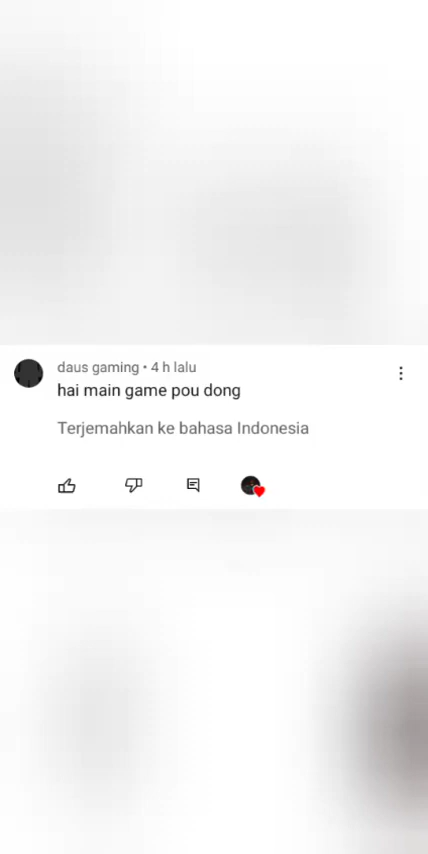 daus gaming • 4 h lalu
hai main game pou dong
Terjemahkan ke bahasa Indonesia